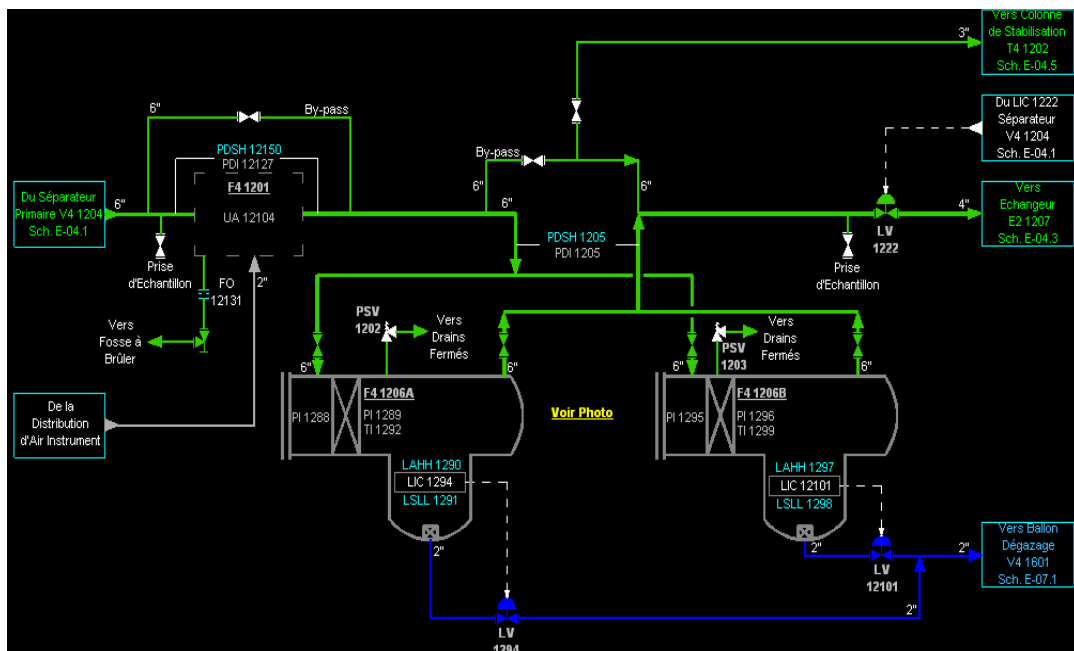 Vers Colonne
de Stabilisation
T4 1202
Sch. E-04.5
3"
Du LIC 1222
Séparateur
V4 1204
Sch. E-04.1
6"
By-pass
PDSH 12150
PDI 12127
F4 1201
UA 12104
By-pass
6"
6"
Du Séparateur
Primaire V4 1204
Sch. E-04.1
6"
Vers
Echangeur
E2 1207
Sch. E-04.3
4"
LV
1222
PDSH 1205
PDI 1205
Prise
d'Echantillon
Prise
d'Echantillon
FO
12131
2"
Vers
Fosse à
Brûler
PSV
1202
Vers
Drains
Fermés
PSV
1203
Vers
Drains
Fermés
6"
6"
6"
6"
De la
Distribution
d'Air Instrument
F4 1206A
PI 1288
PI 1289
TI 1292
Voir Photo
F4 1206B
PI 1295
PI 1296
TI 1299
LAHH 1290
LIC 1294
LSLL 1291
LAHH 1297
LIC 12101
LSLL 1298
2"
2"
LV
12101
2"
Vers Ballon
Dégazage
V4 1601
Sch. E-07.1
2"
LV
1294